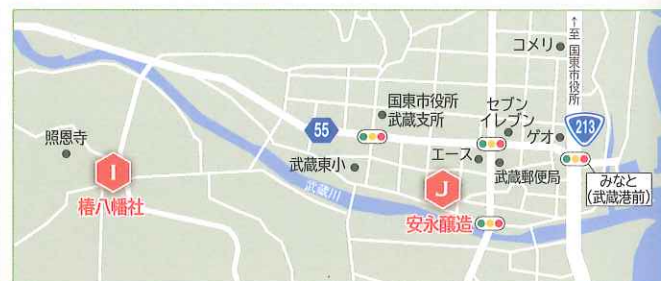 コメリ
↑至 国東市役所
国東市役所
武蔵支所
セブン
イレブン
213
55
ゲオ
照恩寺
武蔵東小
エース
武蔵郵便局
みなと
(武蔵港前)
I
椿八幡社
武蔵川
J
安永醸造